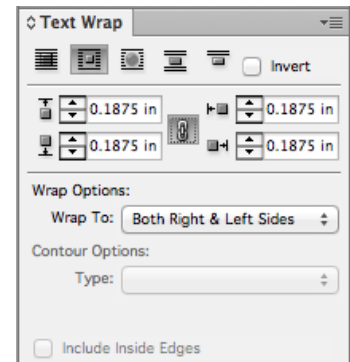 Text Wrap
Invert
0.1875 in 0.1875 in
0.1875 in 0.1875 in
Wrap Options:
Wrap To: Both Right & Left Sides
Contour Options:
Type:
Include Inside Edges